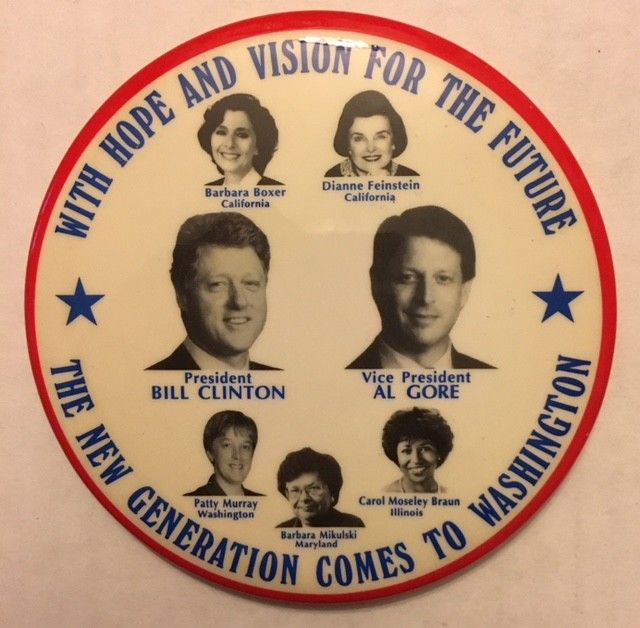 WITH HOPE AND VISION FOR THE FUTURE
Barbara Boxer
California
Dianne Feinstein
California
President
BILL CLINTON
Vice President
AL GORE
Patty Murray
Washington
Barbara Mikulski
Maryland
Carol Moseley Braun
Illinois
THE NEW GENERATION COMES TO WASHINGTON